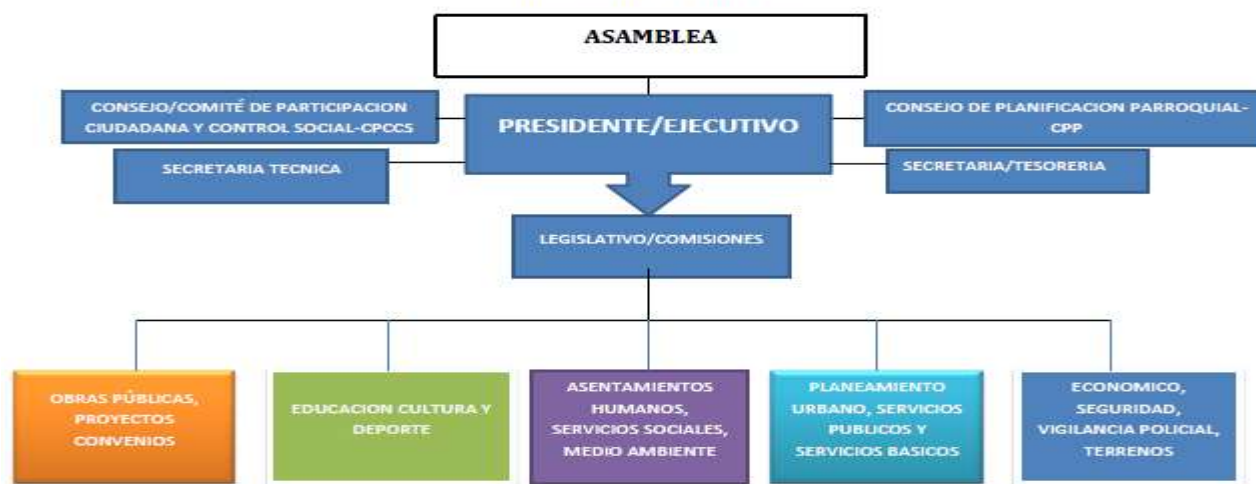 ASAMBLEA
CONSEJO/COMITÉ DE PARTICIPACION
CIUDADANA Y CONTROL SOCIAL-CPCCS
PRESIDENTE/EJECUTIVO
CONSEJO DE PLANIFICACION PARROQUIAL-
CPP
SECRETARIA TECNICA
SECRETARIA/TESORERIA
LEGISLATIVO/COMISIONES
OBRAS PÚBLICAS,
PROYECTOS
CONVENIOS
EDUCACION CULTURA Y
DEPORTE
ASENTAMIENTOS
HUMANOS,
SERVICIOS SOCIALES,
MEDIO AMBIENTE
PLANEAMIENTO
URBANO, SERVICIOS
PUBLICOS Y
SERVICIOS BASICOS
ECONOMICO,
SEGURIDAD,
VIGILANCIA POLICIAL,
TERRENOS